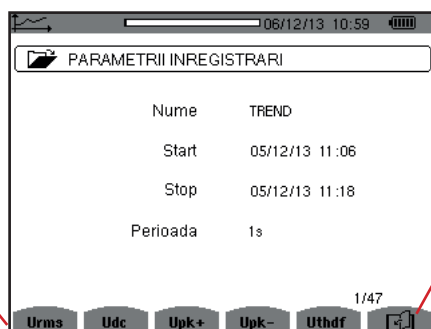 06/12/13 10:59
PARAMETRII INREGISTRARI
Nume TREND
Start 05/12/13 11:06
Stop 05/12/13 11:18
Perioada 1s
1/47
Urms Udc Upk+ Upk- Uthdf